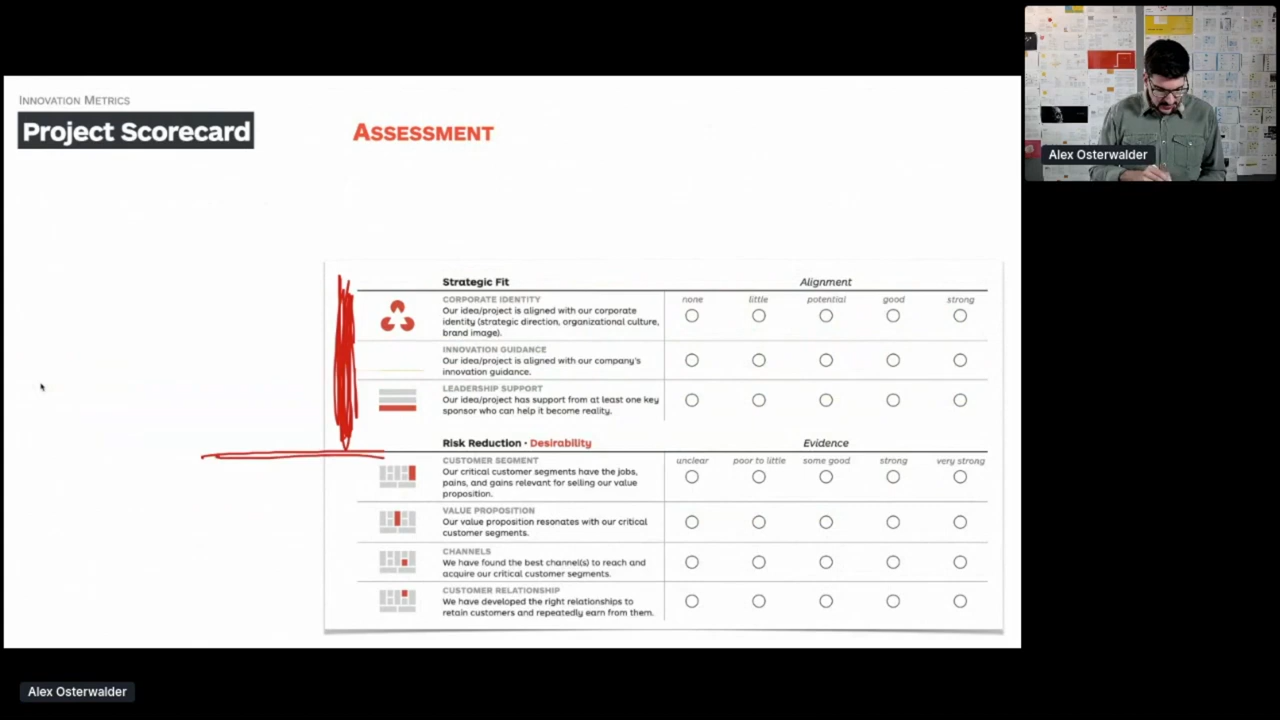 INNOVATION METRICS
Project Scorecard
ASSESSMENT
Alex Osterwalder
Strategic Fit
Alignment
CORPORATE IDENTITY
none little potential good strong
Our idea/project is aligned with our corporate
identity (strategic direction, organizational culture,
brand image).
INNOVATION GUIDANCE
Our idea/project is aligned with our company's
innovation guidance.
LEADERSHIP SUPPORT
Our idea/project has support from at least one key
sponsor who can help it become reality.
Risk Reduction · Desirability
Evidence
CUSTOMER SEGMENT
unclear poor to little some good strong very strong
Our critical customer segments have the jobs,
pains, and gains relevant for selling our value
proposition.
VALUE PROPOSITION
Our value proposition resonates with our critical
customer segments.
CHANNELS
We have found the best channel(s) to reach and
acquire our critical customer segments.
CUSTOMER RELATIONSHIP
We have developed the right relationships to
retain customers and repeatedly earn from them.
Alex Osterwalder